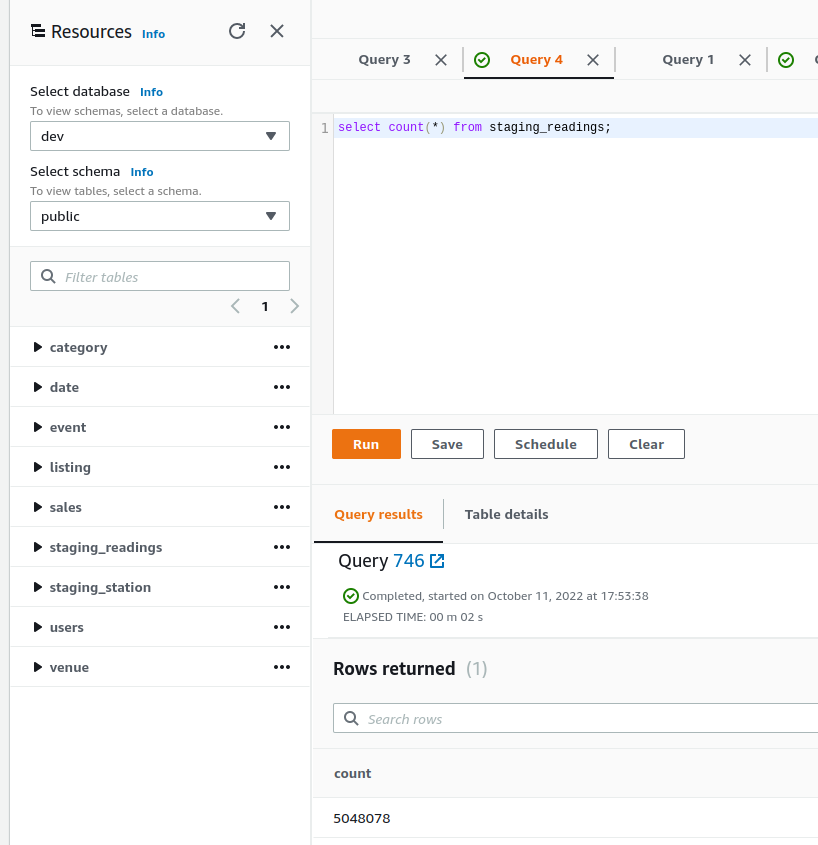 Resources Info
Select database Info
To view schemas, select a database.
dev
Select schema Info
To view tables, select a schema.
public
Filter tables
1
category
date
event
listing
sales
staging_readings
staging_station
users
venue
Query 3 Query 4 Query 1
1 select count(*) from staging_readings;
Run Save Schedule Clear
Query results Table details
Query 746
Completed, started on October 11, 2022 at 17:53:38
ELAPSED TIME: 00 m 02 s
Rows returned (1)
Search rows
count
5048078